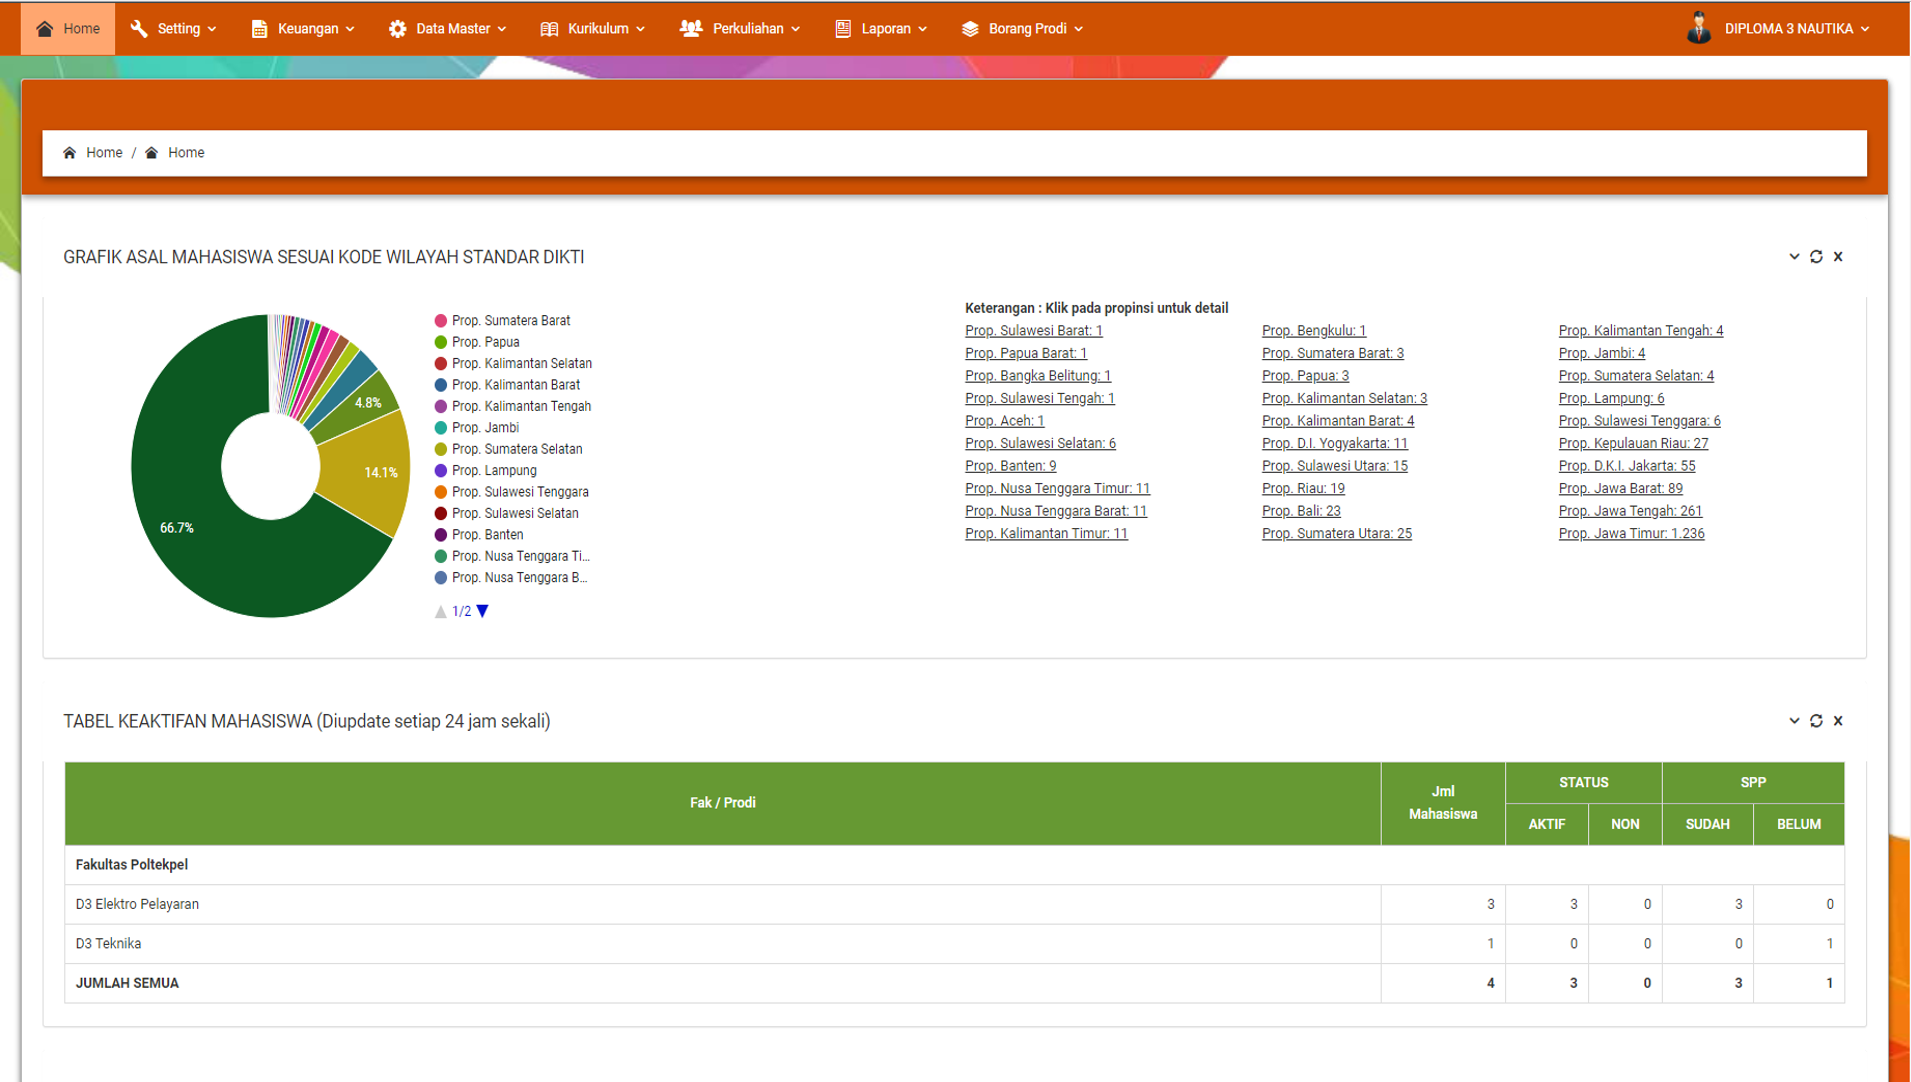 Home Setting Keuangan Data Master Kurikulum Perkuliahan Laporan Borang Prodi DIPLOMA 3 NAUTIKA
Home / Home
GRAFIK ASAL MAHASISWA SESUAI KODE WILAYAH STANDAR DIKTI
4.8%
14.1%
66.7%
Prop. Sumatera Barat
Prop. Papua
Prop. Kalimantan Selatan
Prop. Kalimantan Barat
Prop. Kalimantan Tengah
Prop. Jambi
Prop. Sumatera Selatan
Prop. Lampung
Prop. Sulawesi Tenggara
Prop. Sulawesi Selatan
Prop. Banten
Prop. Nusa Tenggara Ti...
Prop. Nusa Tenggara B...
1/2
Keterangan : Klik pada propinsi untuk detail
Prop. Sulawesi Barat: 1
Prop. Papua Barat: 1
Prop. Bangka Belitung: 1
Prop. Sulawesi Tengah: 1
Prop. Aceh: 1
Prop. Sulawesi Selatan: 6
Prop. Banten: 9
Prop. Nusa Tenggara Timur: 11
Prop. Nusa Tenggara Barat: 11
Prop. Kalimantan Timur: 11
Prop. Bengkulu: 1
Prop. Sumatera Barat: 3
Prop. Papua: 3
Prop. Kalimantan Selatan: 3
Prop. Kalimantan Barat: 4
Prop. D.I. Yogyakarta: 11
Prop. Sulawesi Utara: 15
Prop. Riau: 19
Prop. Bali: 23
Prop. Sumatera Utara: 25
Prop. Kalimantan Tengah: 4
Prop. Jambi: 4
Prop. Sumatera Selatan: 4
Prop. Lampung: 6
Prop. Sulawesi Tenggara: 6
Prop. Kepulauan Riau: 27
Prop. D.K.I. Jakarta: 55
Prop. Jawa Barat: 89
Prop. Jawa Tengah: 261
Prop. Jawa Timur: 1.236
TABEL KEAKTIFAN MAHASISWA (Diupdate setiap 24 jam sekali)
Fak / Prodi
Jml
Mahasiswa
STATUS
SPP
AKTIF NON SUDAH BELUM
Fakultas Poltekpel
D3 Elektro Pelayaran 3 3 0 3 0
D3 Teknika 1 0 0 0 1
JUMLAH SEMUA 4 3 0 3 1